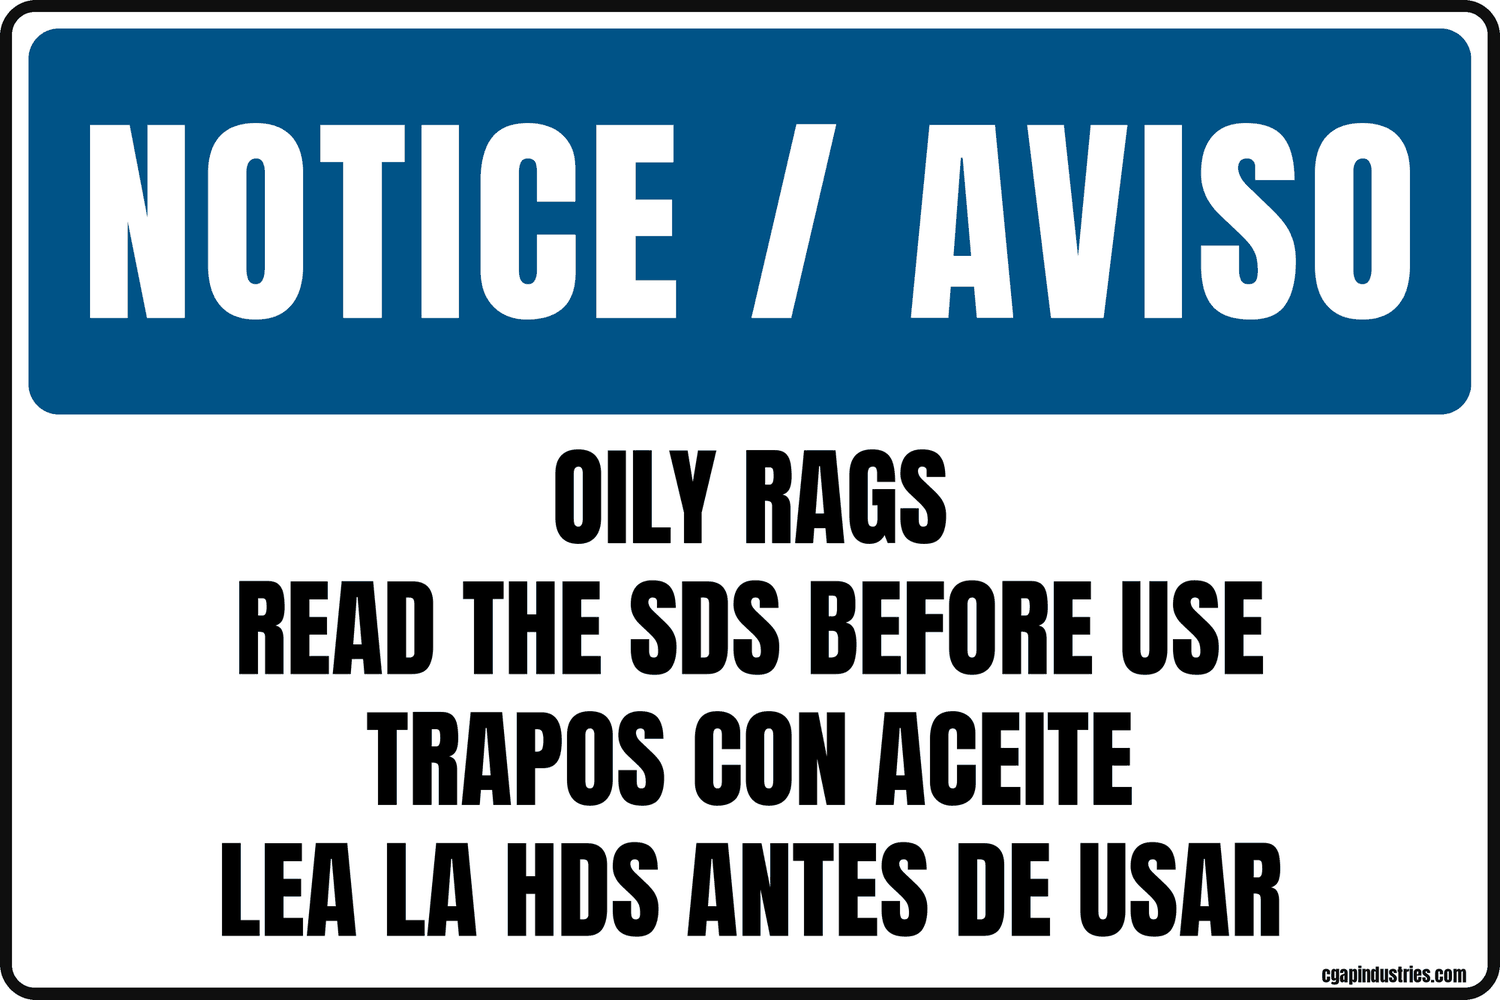 NOTICE / AVISO
OILY RAGS
READ THE SDS BEFORE USE
TRAPOS CON ACEITE
LEA LA HDS ANTES DE USAR
cgapindustries.com